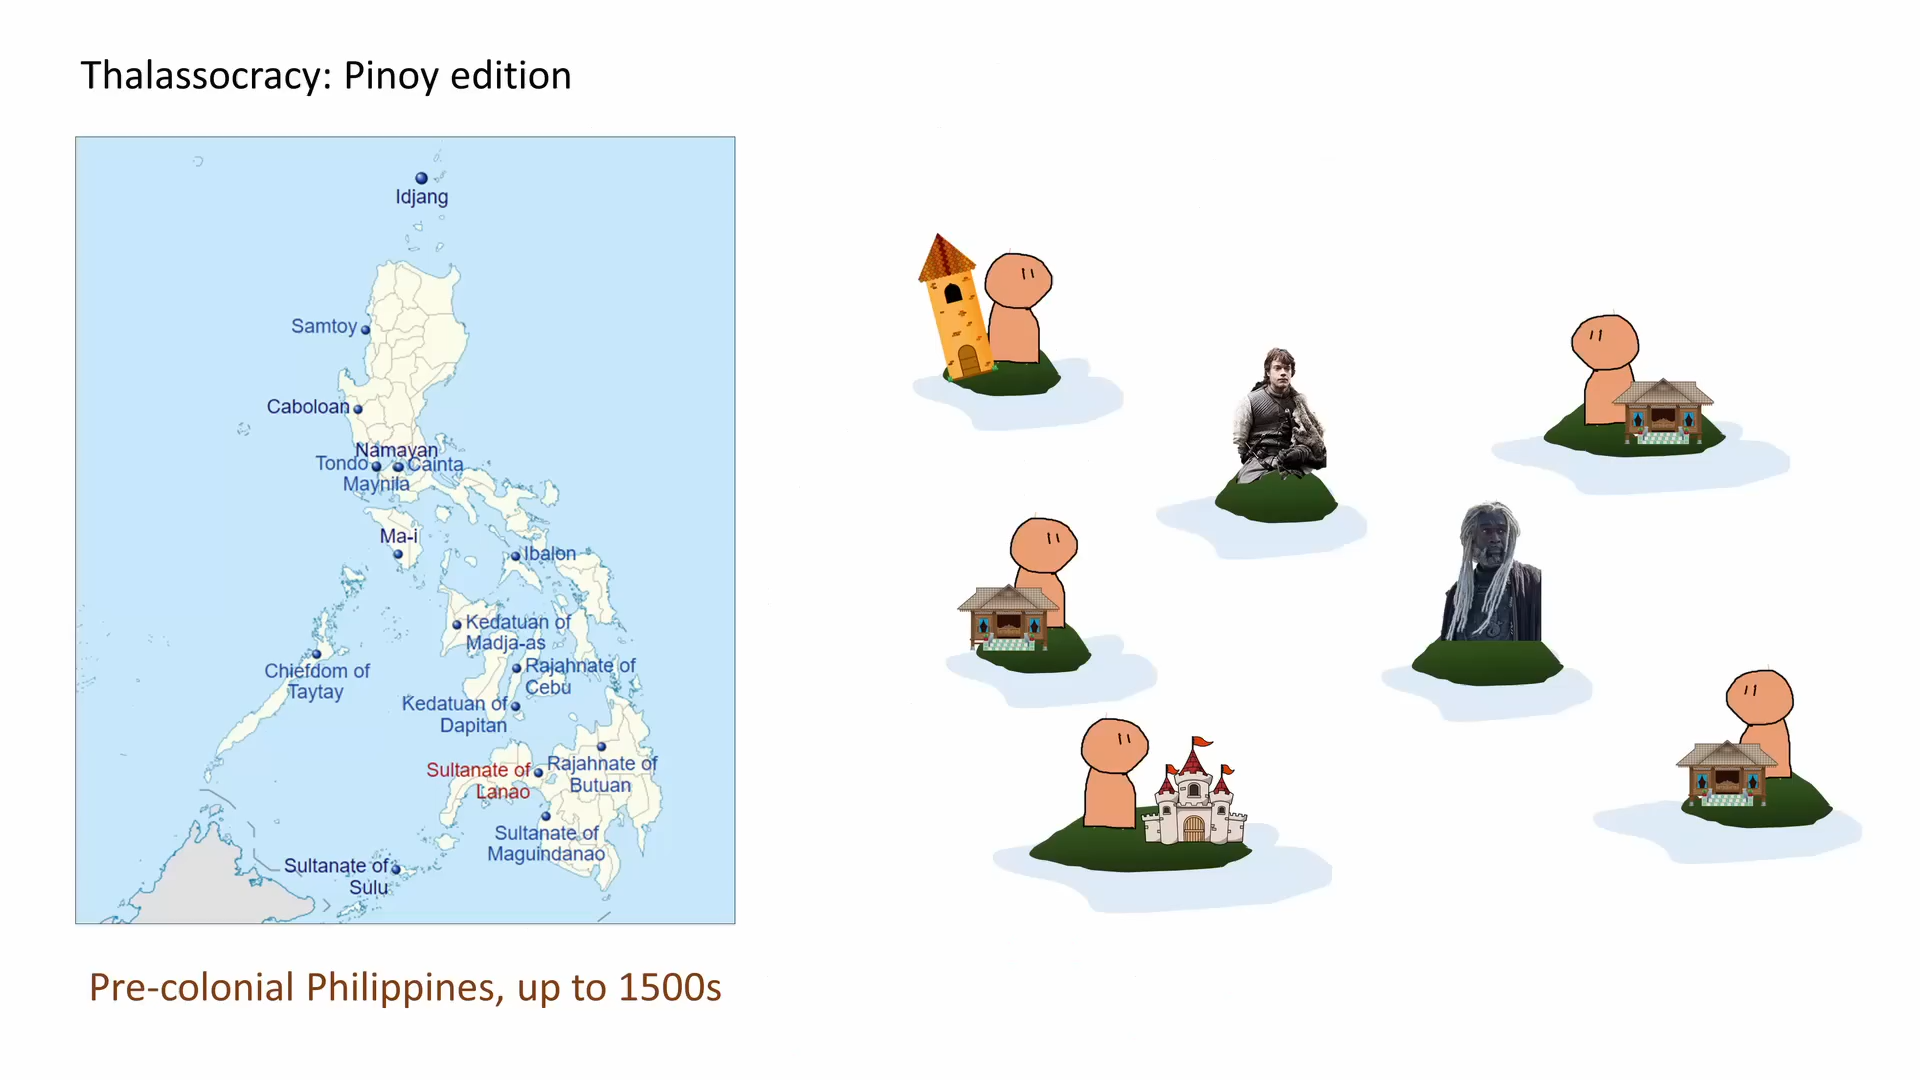 Thalassocracy: Pinoy edition
Idjang
Samtoy
Caboloan
Namayan
Tondo
Cainta
Maynila
Ma-i
Ibalon
Kedatuan of
Madja-as
Chiefdom of
Taytay
Rajahnate of
Cebu
Kedatuan of
Dapitan
Sultanate of
Lanao
Rajahnate of
Butuan
Sultanate of
Maguindanao
Sultanate of
Sulu
Pre-colonial Philippines, up to 1500s